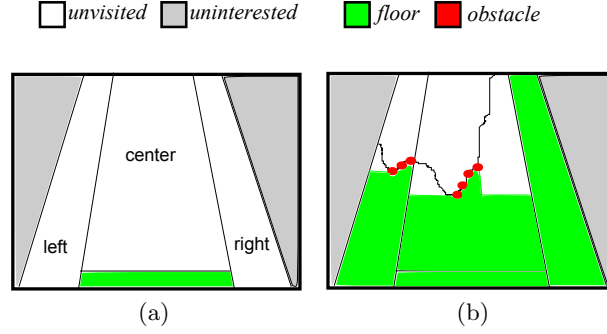 unvisited uninterested floor obstacle
center
left right
(a) (b)